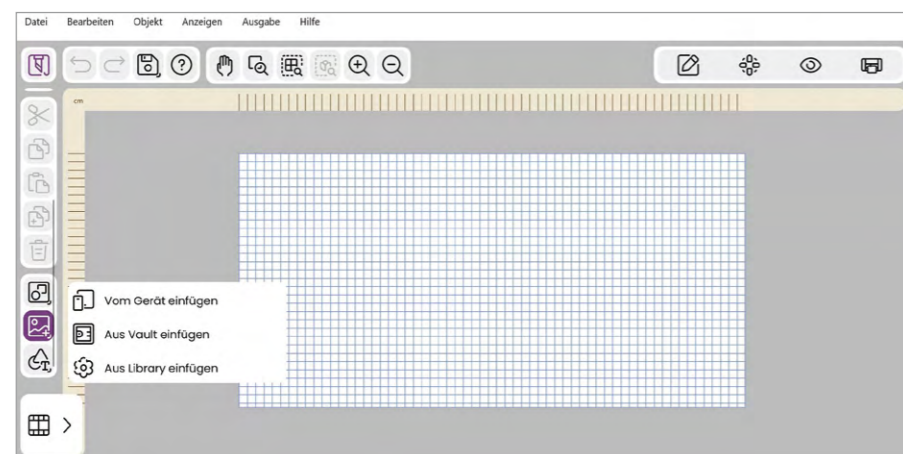 Datei Bearbeiten Objekt Anzeigen Ausgabe Hilfe
cm
Vom Gerät einfügen
Aus Vault einfügen
Aus Library einfügen